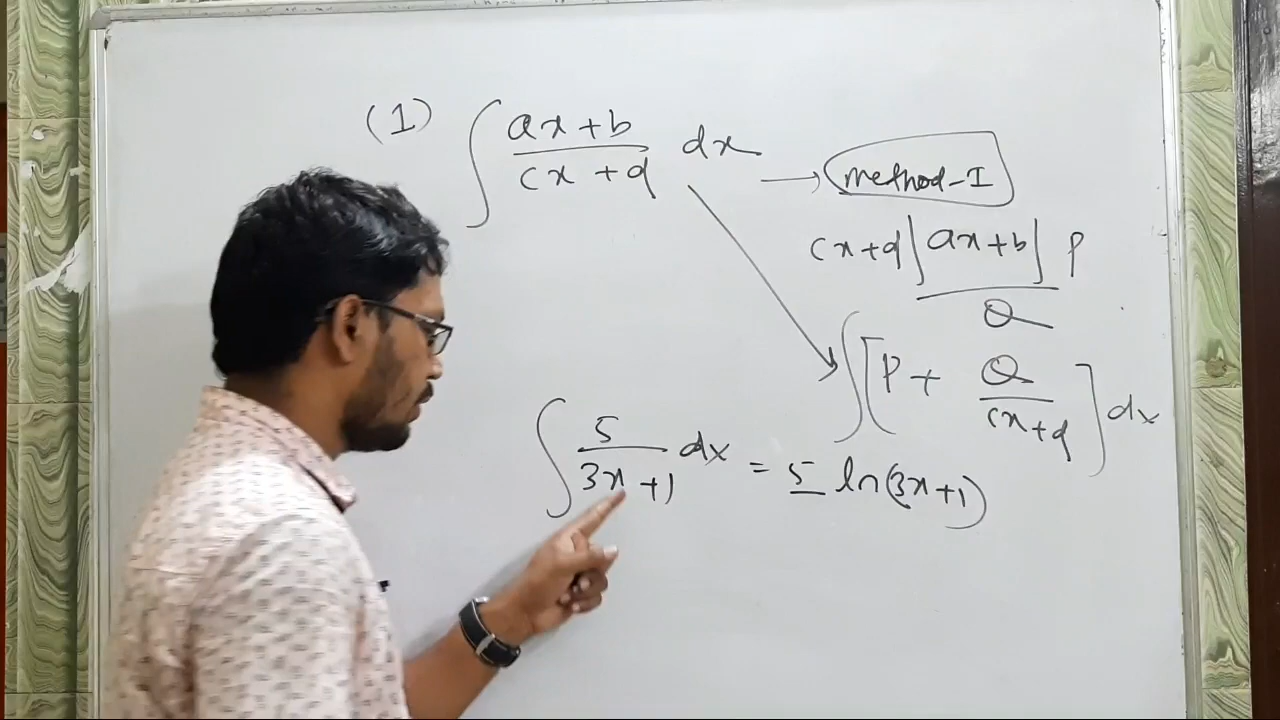 (1) ∫ ax+b / cx+d dx → method-I
cx+d ) ax+b ( P
Q
∫ [ P + Q / cx+d ] dx
∫ 5 / 3x+1 dx = 5 ln(3x+1)